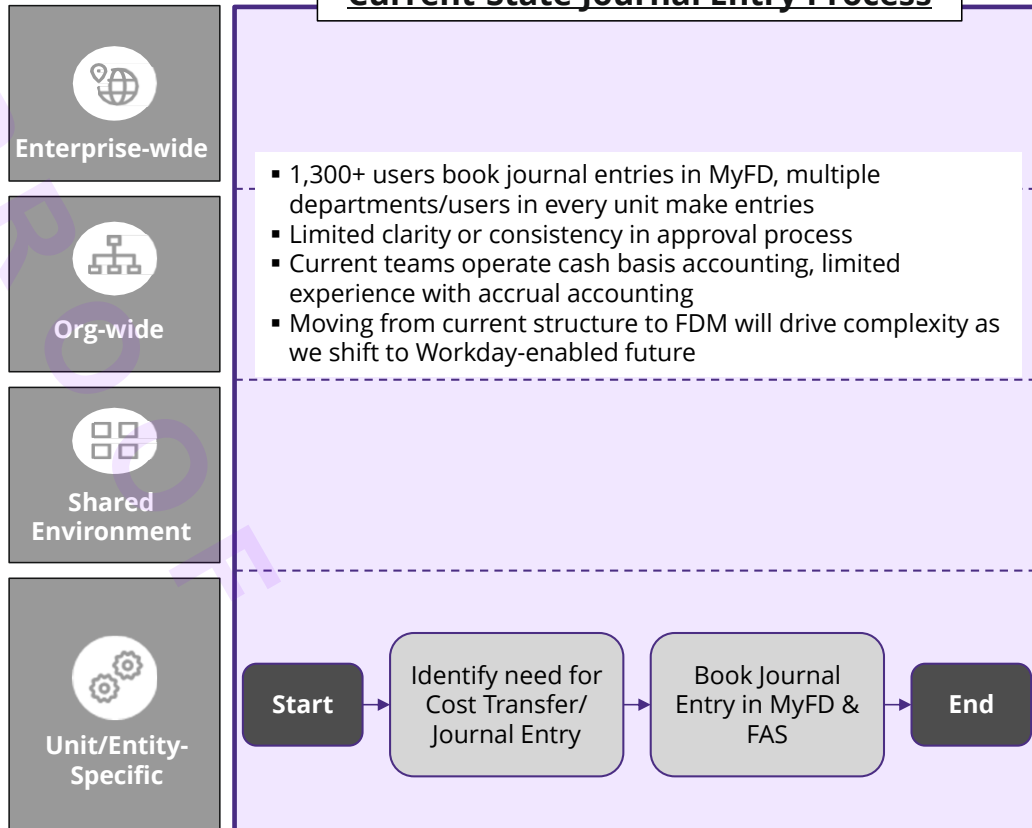 Current State Journal Entry Process
Enterprise-wide
▪ 1,300+ users book journal entries in MyFD, multiple
departments/users in every unit make entries
▪ Limited clarity or consistency in approval process
▪ Current teams operate cash basis accounting, limited
experience with accrual accounting
▪ Moving from current structure to FDM will drive complexity as
we shift to Workday-enabled future
Org-wide
Shared
Environment
Unit/Entity-
Specific
Start
Identify need for
Cost Transfer/
Journal Entry
Book Journal
Entry in MyFD &
FAS
End